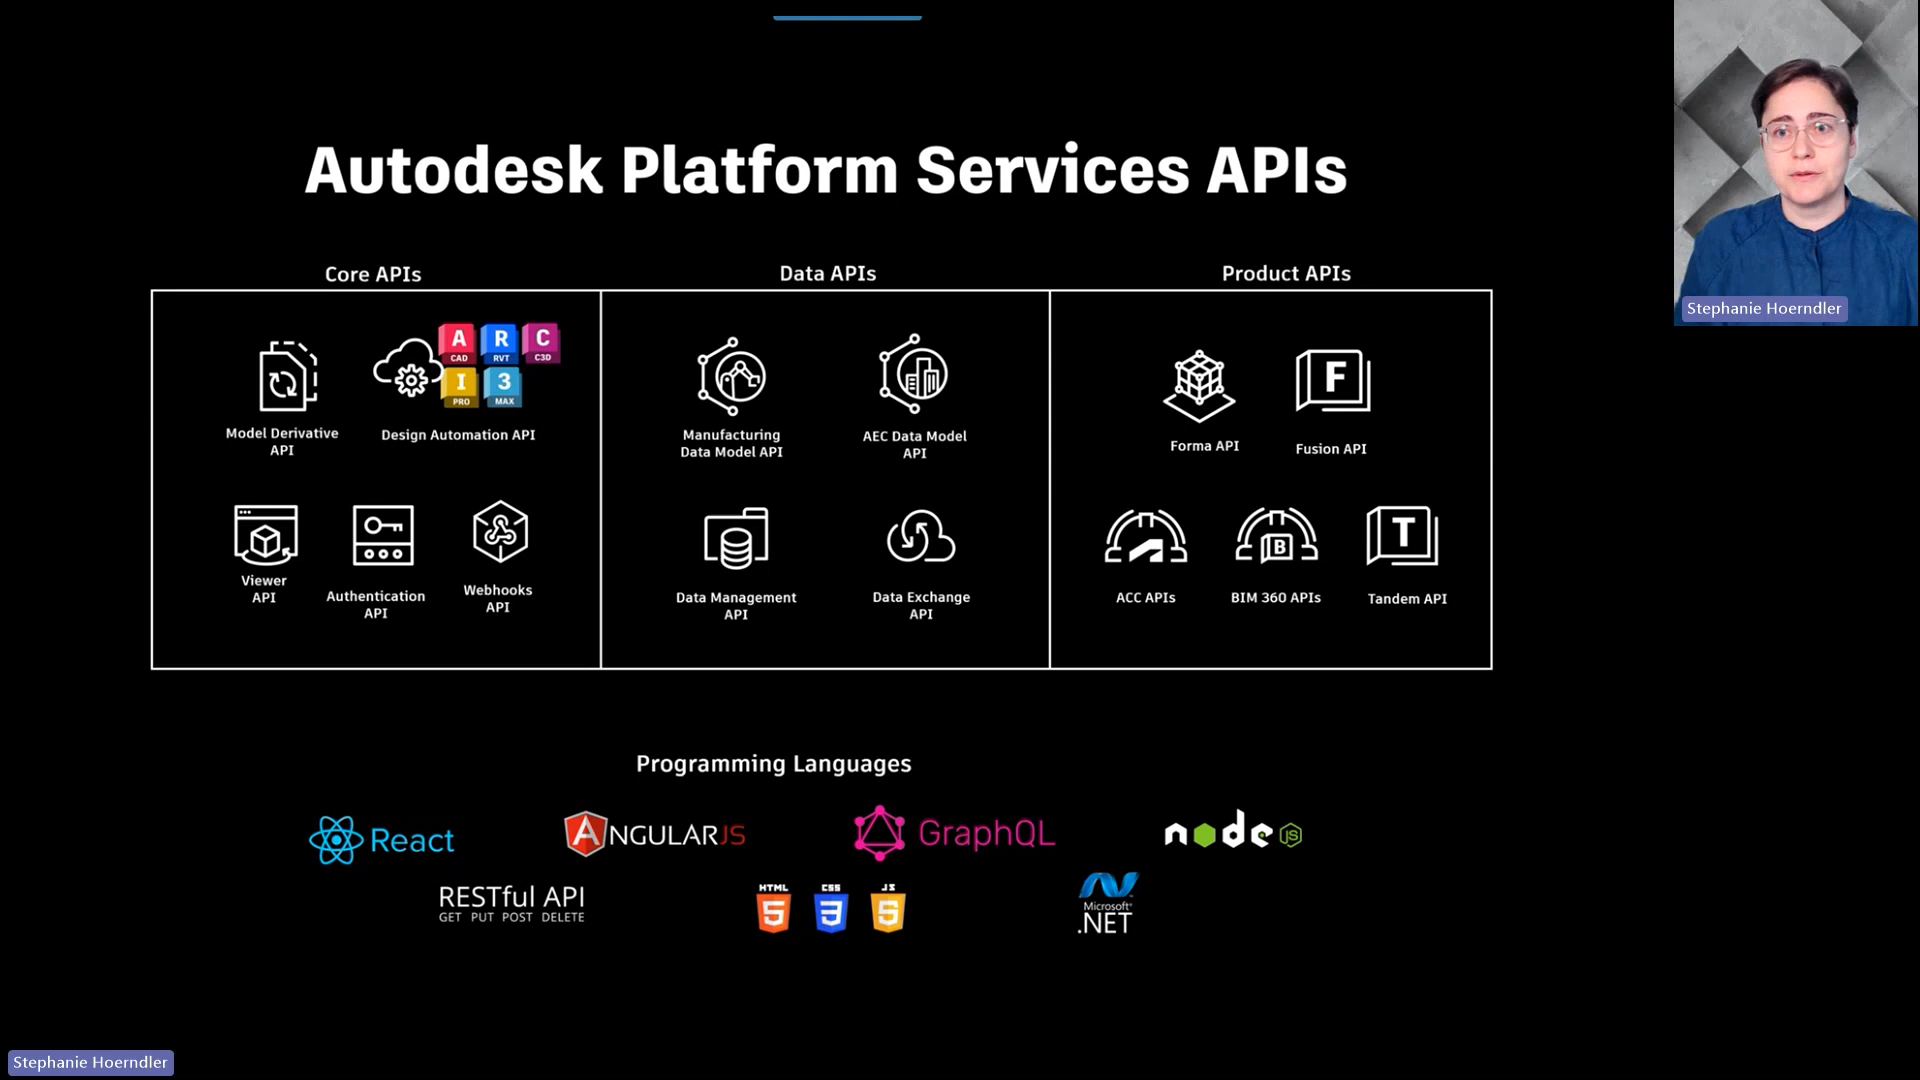 Autodesk Platform Services APIs
Core APIs
Data APIs
Product APIs
A
CAD
R
RVT
C
C3D
I
PRO
3
MAX
Model Derivative
API
Design Automation API
Viewer
API
Authentication
API
Webhooks
API
Manufacturing
Data Model API
AEC Data Model
API
Data Management
API
Data Exchange
API
Forma API
F
Fusion API
ACC APIs
B
BIM 360 APIs
T
Tandem API
Programming Languages
React
ANGULARJS
GraphQL
node JS
RESTful API
GET PUT POST DELETE
HTML
5
CSS
3
JS
5
Microsoft®
.NET
Stephanie Hoerndler
Stephanie Hoerndler